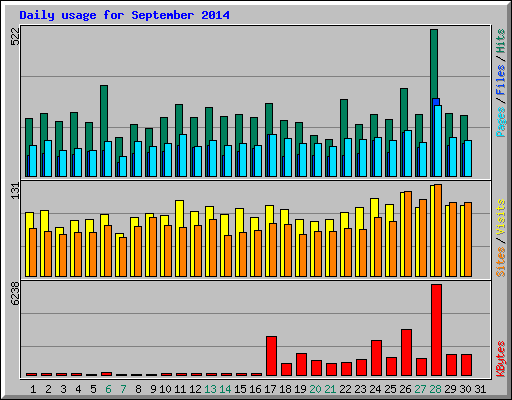 Daily usage for September 2014
522
Pages / Files / Hits
131
Sites / Visits
6238
KBytes
1 2 3 4 5 6 7 8 9 10 11 12 13 14 15 16 17 18 19 20 21 22 23 24 25 26 27 28 29 30 31